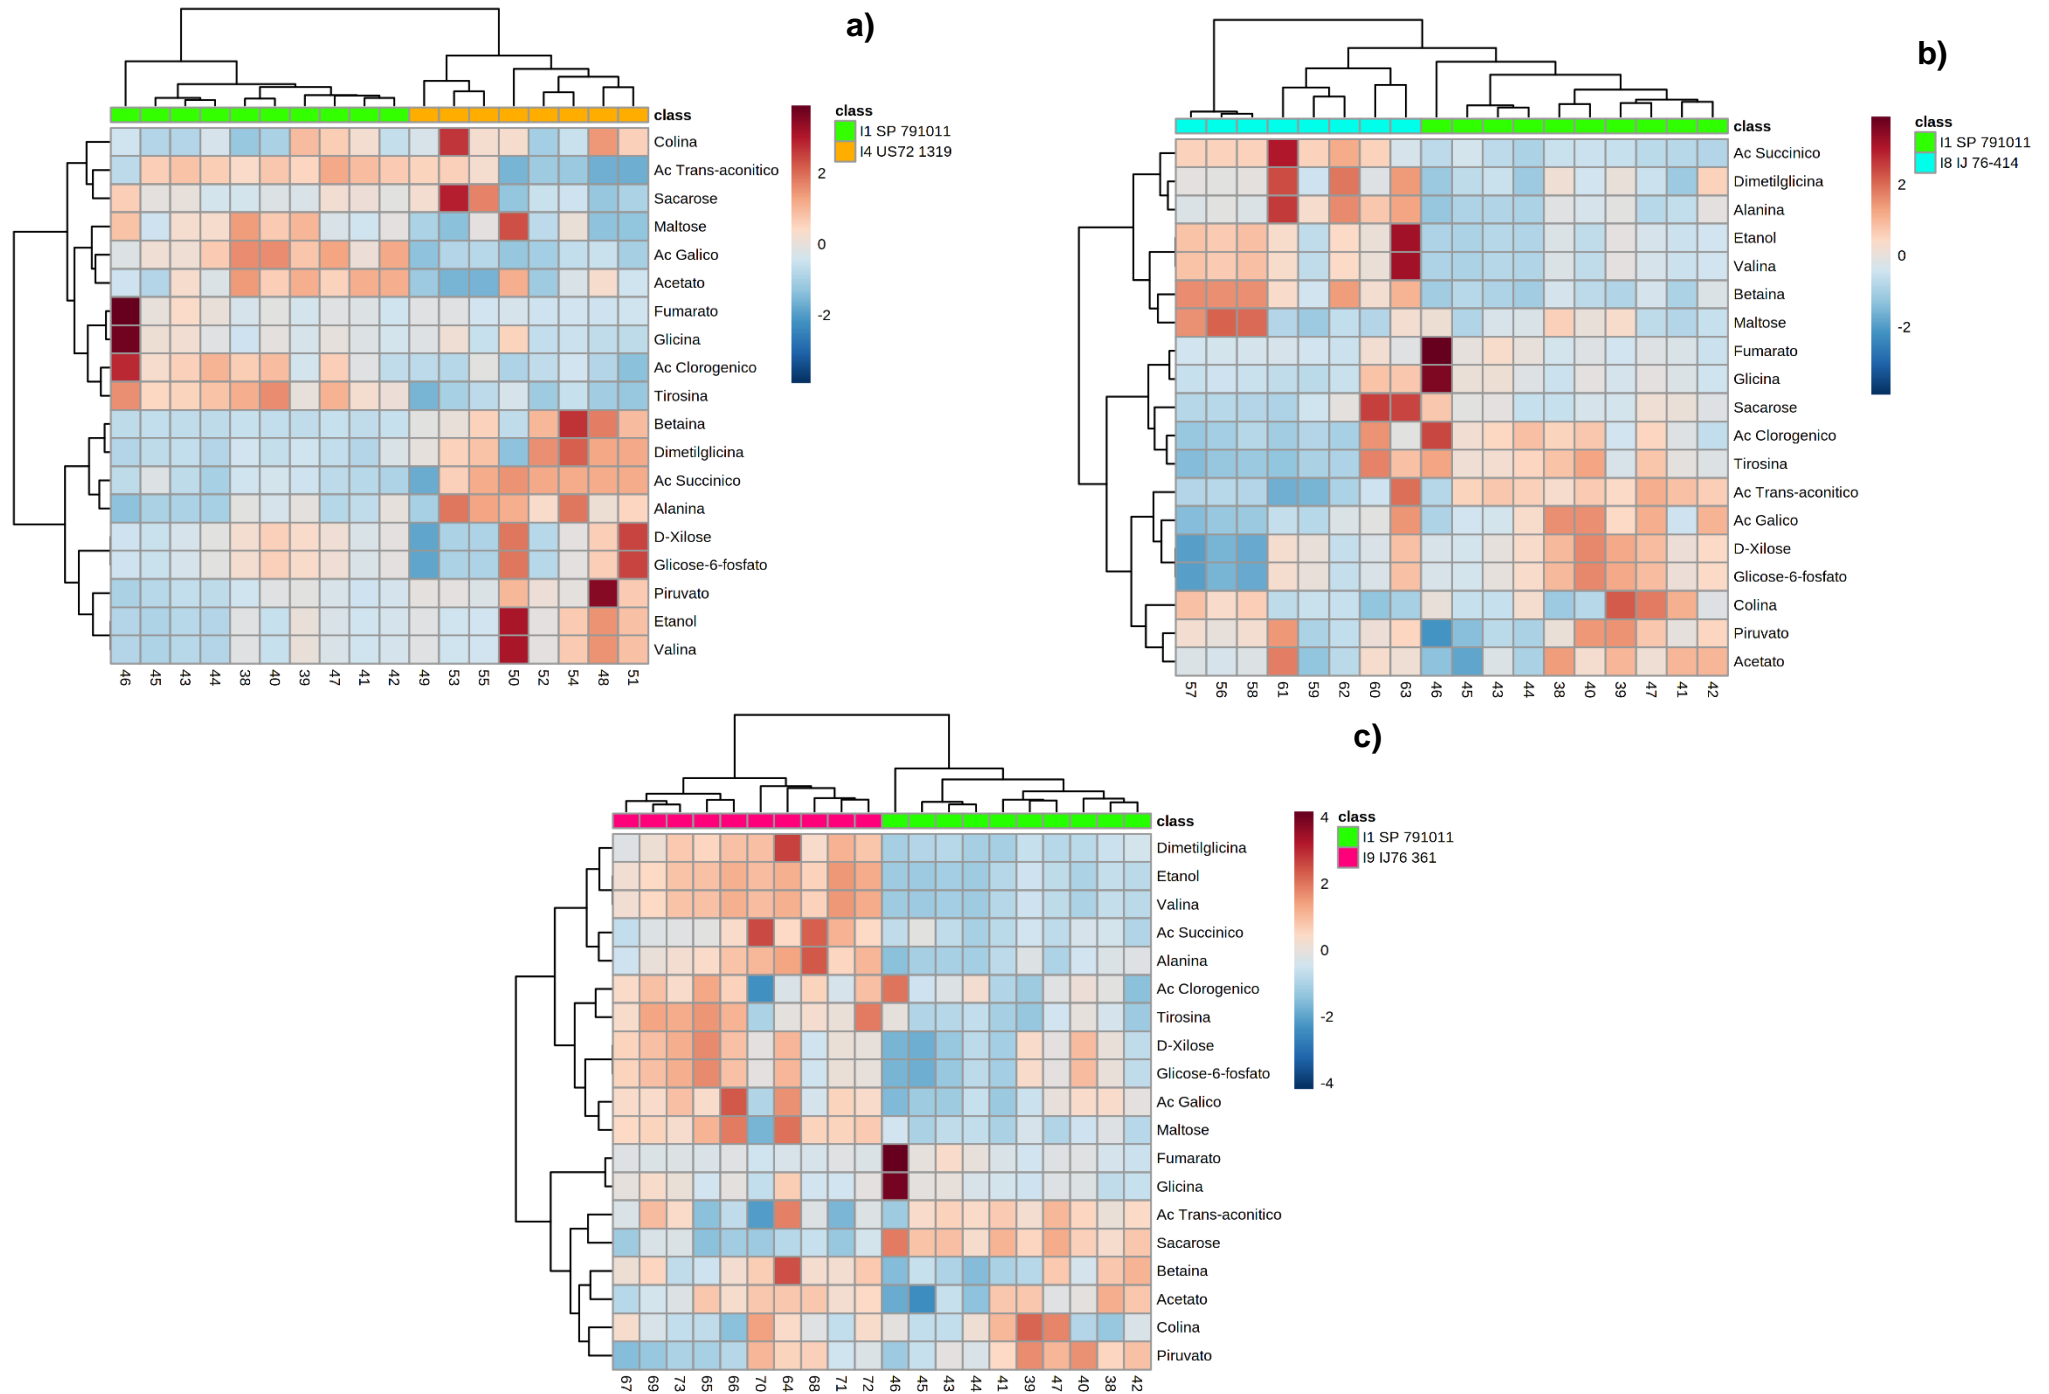 a)
class
Colina
Ac Trans-aconitico
Sacarose
Maltose
Ac Galico
Acetato
Fumarato
Glicina
Ac Clorogenico
Tirosina
Betaina
Dimetilglicina
Ac Succinico
Alanina
D-Xilose
Glicose-6-fosfato
Piruvato
Etanol
Valina
46 45 43 44 38 40 39 47 41 42 49 53 55 50 52 54 48 51
2
0
-2
class
I1 SP 791011
I4 US72 1319
b)
class
Ac Succinico
Dimetilglicina
Alanina
Etanol
Valina
Betaina
Maltose
Fumarato
Glicina
Sacarose
Ac Clorogenico
Tirosina
Ac Trans-aconitico
Ac Galico
D-Xilose
Glicose-6-fosfato
Colina
Piruvato
Acetato
57 56 58 61 59 62 60 63 46 45 43 44 38 40 39 47 41 42
2
0
-2
class
I1 SP 791011
I8 IJ 76-414
c)
class
Dimetilglicina
Etanol
Valina
Ac Succinico
Alanina
Ac Clorogenico
Tirosina
D-Xilose
Glicose-6-fosfato
Ac Galico
Maltose
Fumarato
Glicina
Ac Trans-aconitico
Sacarose
Betaina
Acetato
Colina
Piruvato
67 69 73 65 66 70 64 68 71 72 46 45 43 44 41 39 47 40 38 42
4
2
0
-2
-4
class
I1 SP 791011
I9 IJ76 361